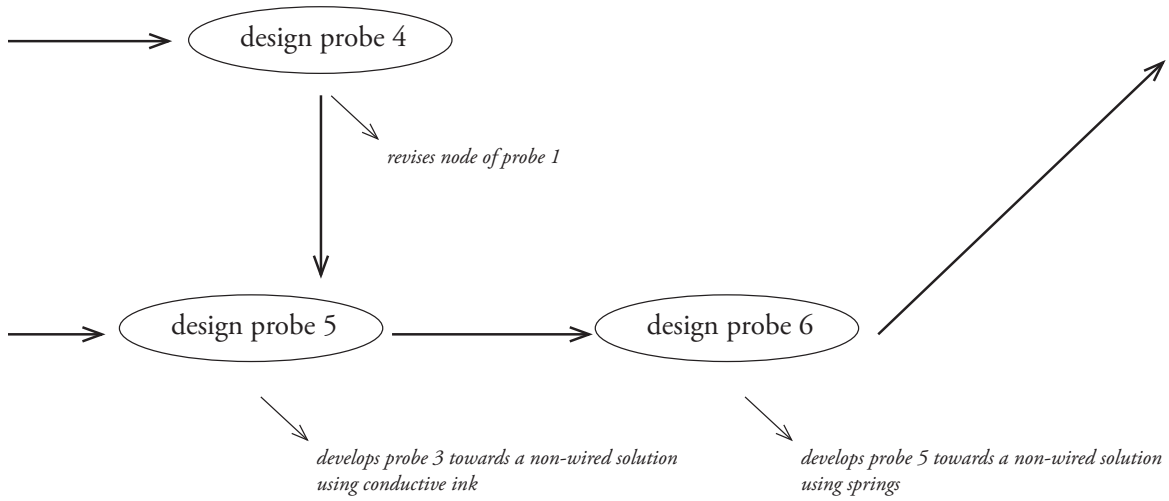 design probe 4
revises node of probe 1
design probe 5
design probe 6
develops probe 3 towards a non-wired solution
using conductive ink
develops probe 5 towards a non-wired solution
using springs